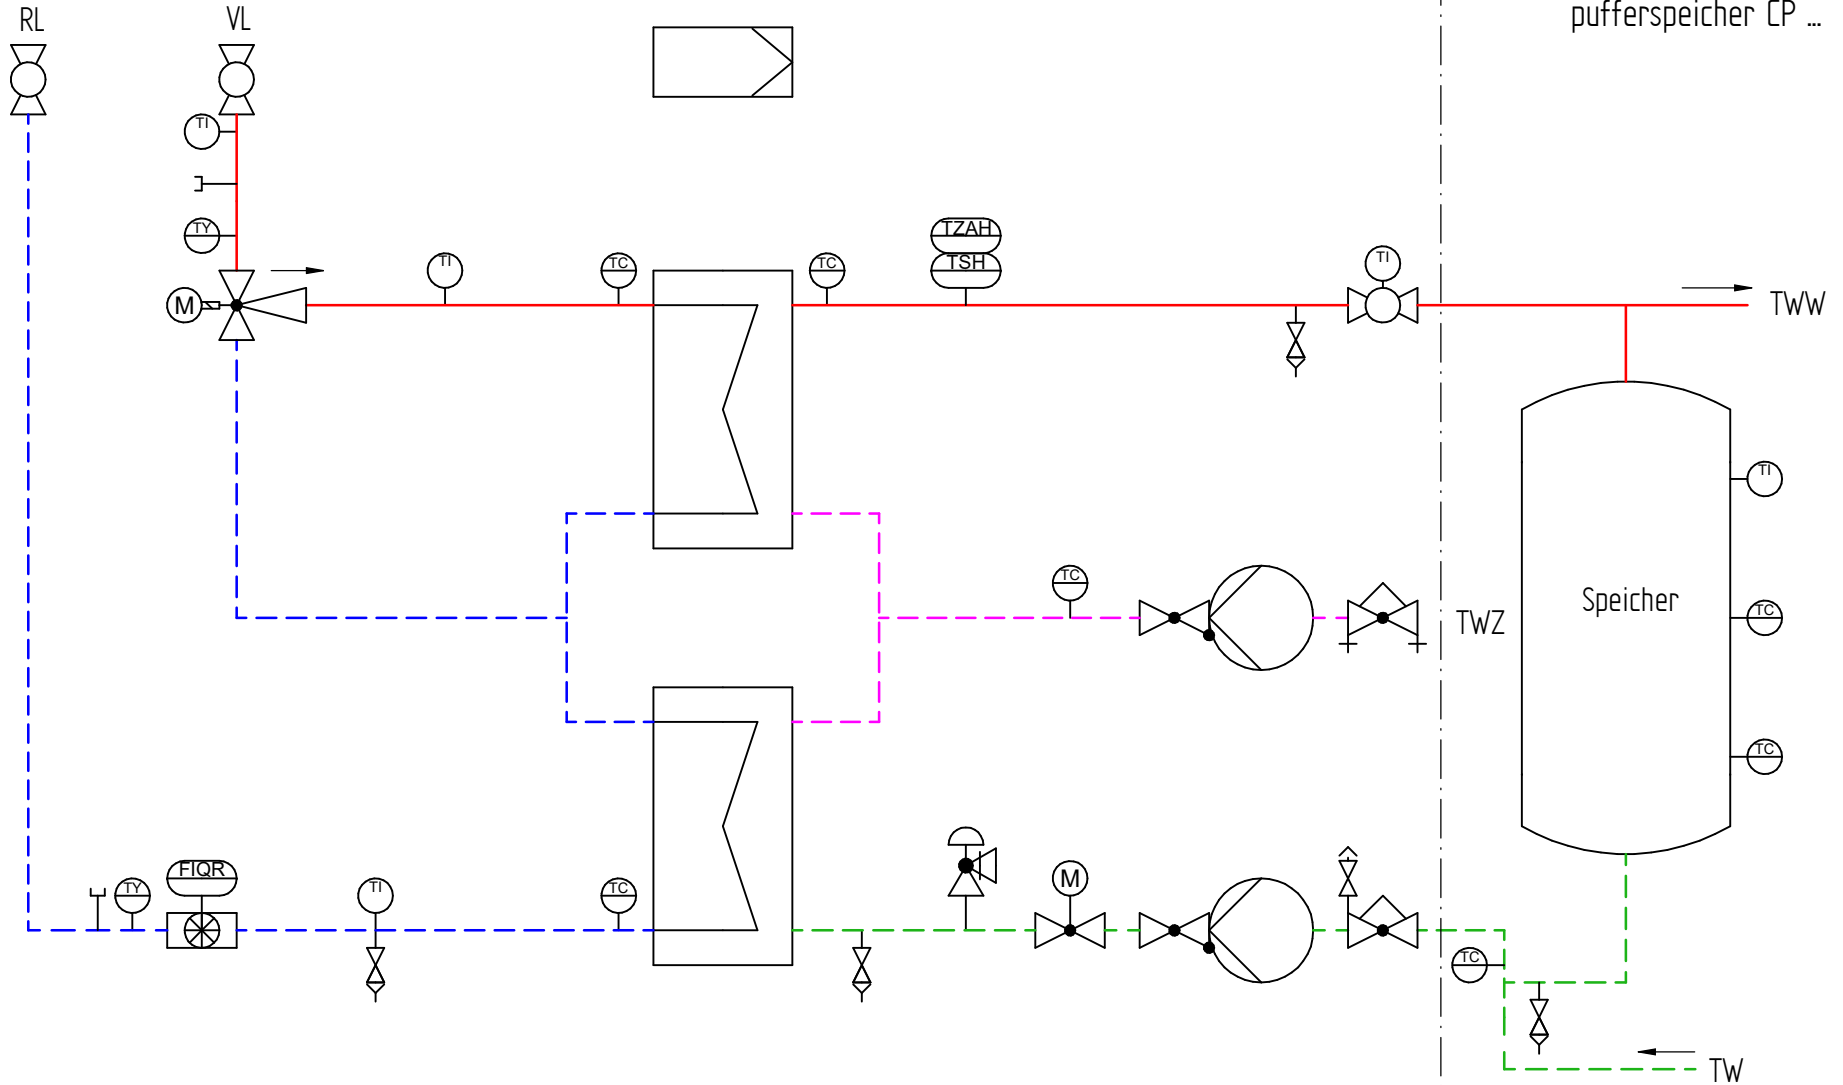 RL
VL
pufferspeicher CP ...
TI
TY
M
TI
TC
TC
TZAH
TSH
TI
TWW
TI
TC
TWZ
Speicher
TC
TC
TY
FIQR
TI
TC
M
TC
TW